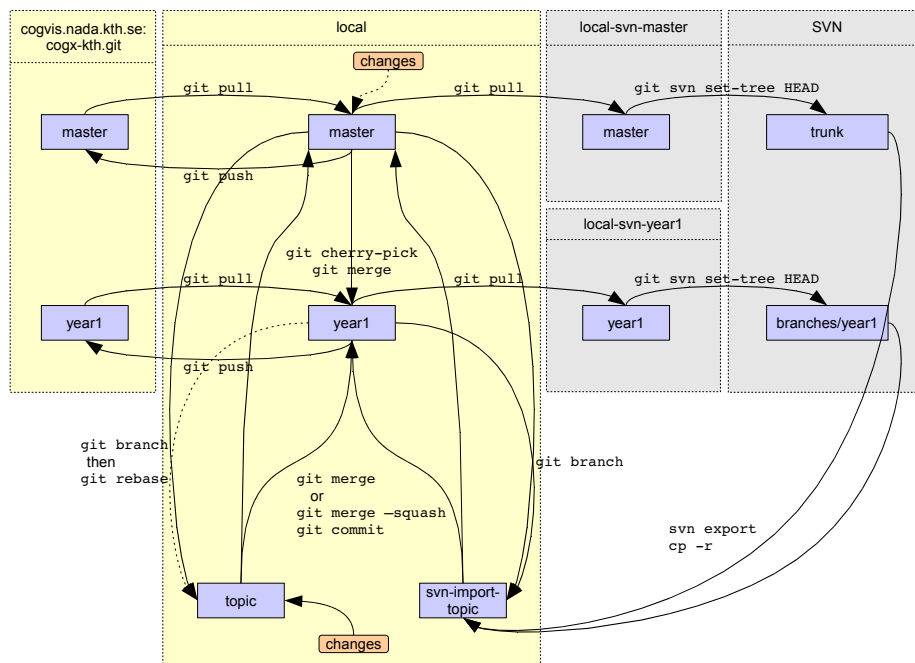 cogvis.nada.kth.se:
cogx-kth.git
local
local-svn-master
SVN
changes
git pull
git pull
git svn set-tree HEAD
master
master
master
trunk
git push
local-svn-year1
git cherry-pick
git merge
git pull
git pull
git svn set-tree HEAD
year1
year1
year1
branches/year1
git push
git branch
then
git rebase
git branch
git merge
or
git merge —squash
git commit
svn export
cp -r
topic
svn-import-
topic
changes